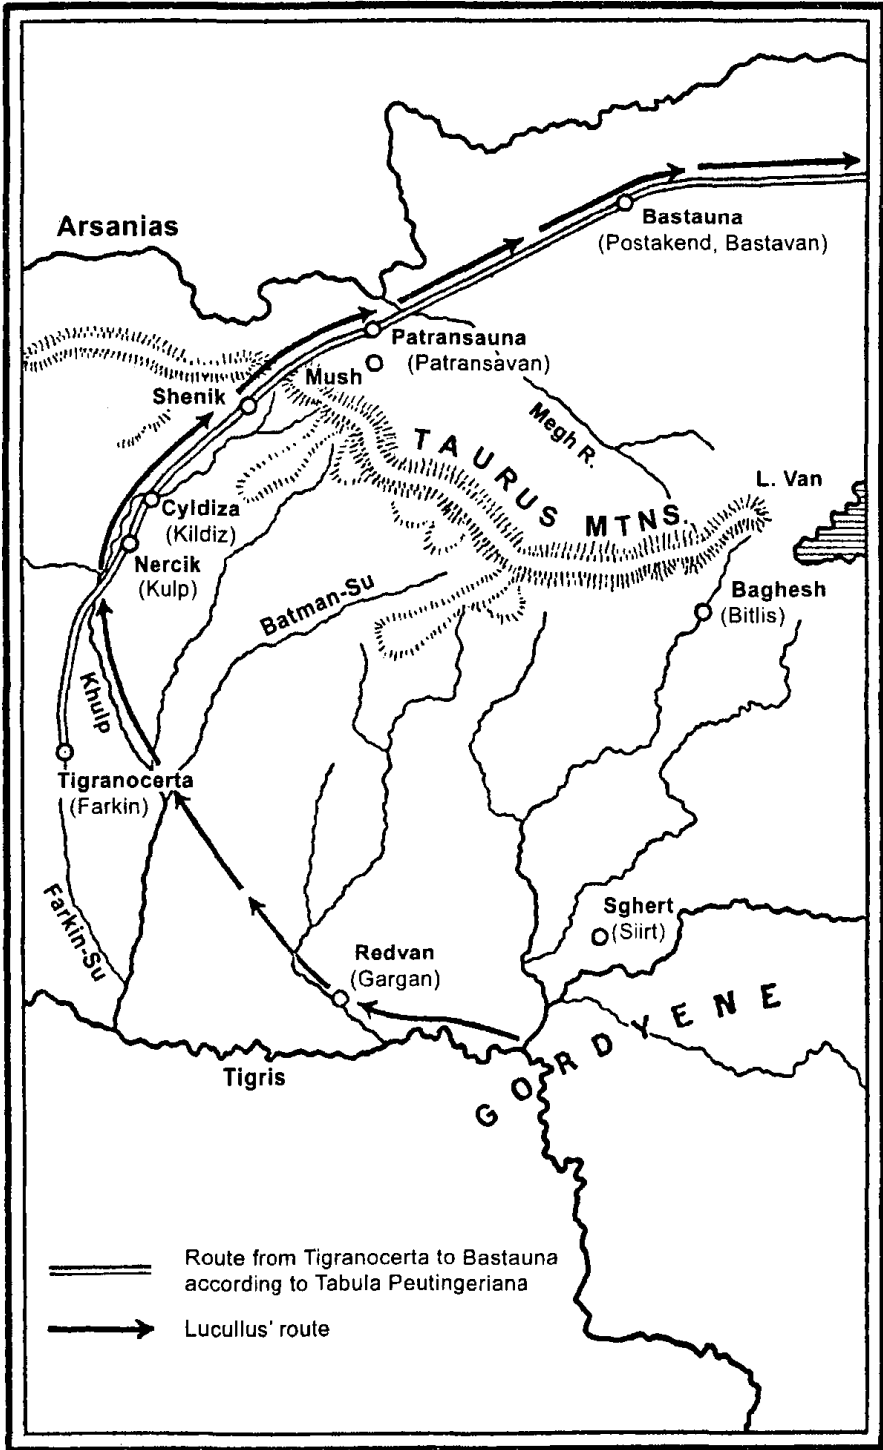 Arsanias
Bastauna
(Postakend, Bastavan)
Patransauna
(Patransavan)
Mush
Shenik
Megh R.
TAURUS MTNS.
L. Van
Cyldiza
(Kildiz)
Nercik
(Kulp)
Batman-Su
Baghesh
(Bitlis)
Khulp
Tigranocerta
(Farkin)
Farkin-Su
Sghert
(Siirt)
Redvan
(Gargan)
GORDYENE
Tigris
Route from Tigranocerta to Bastauna
according to Tabula Peutingeriana
Lucullus' route